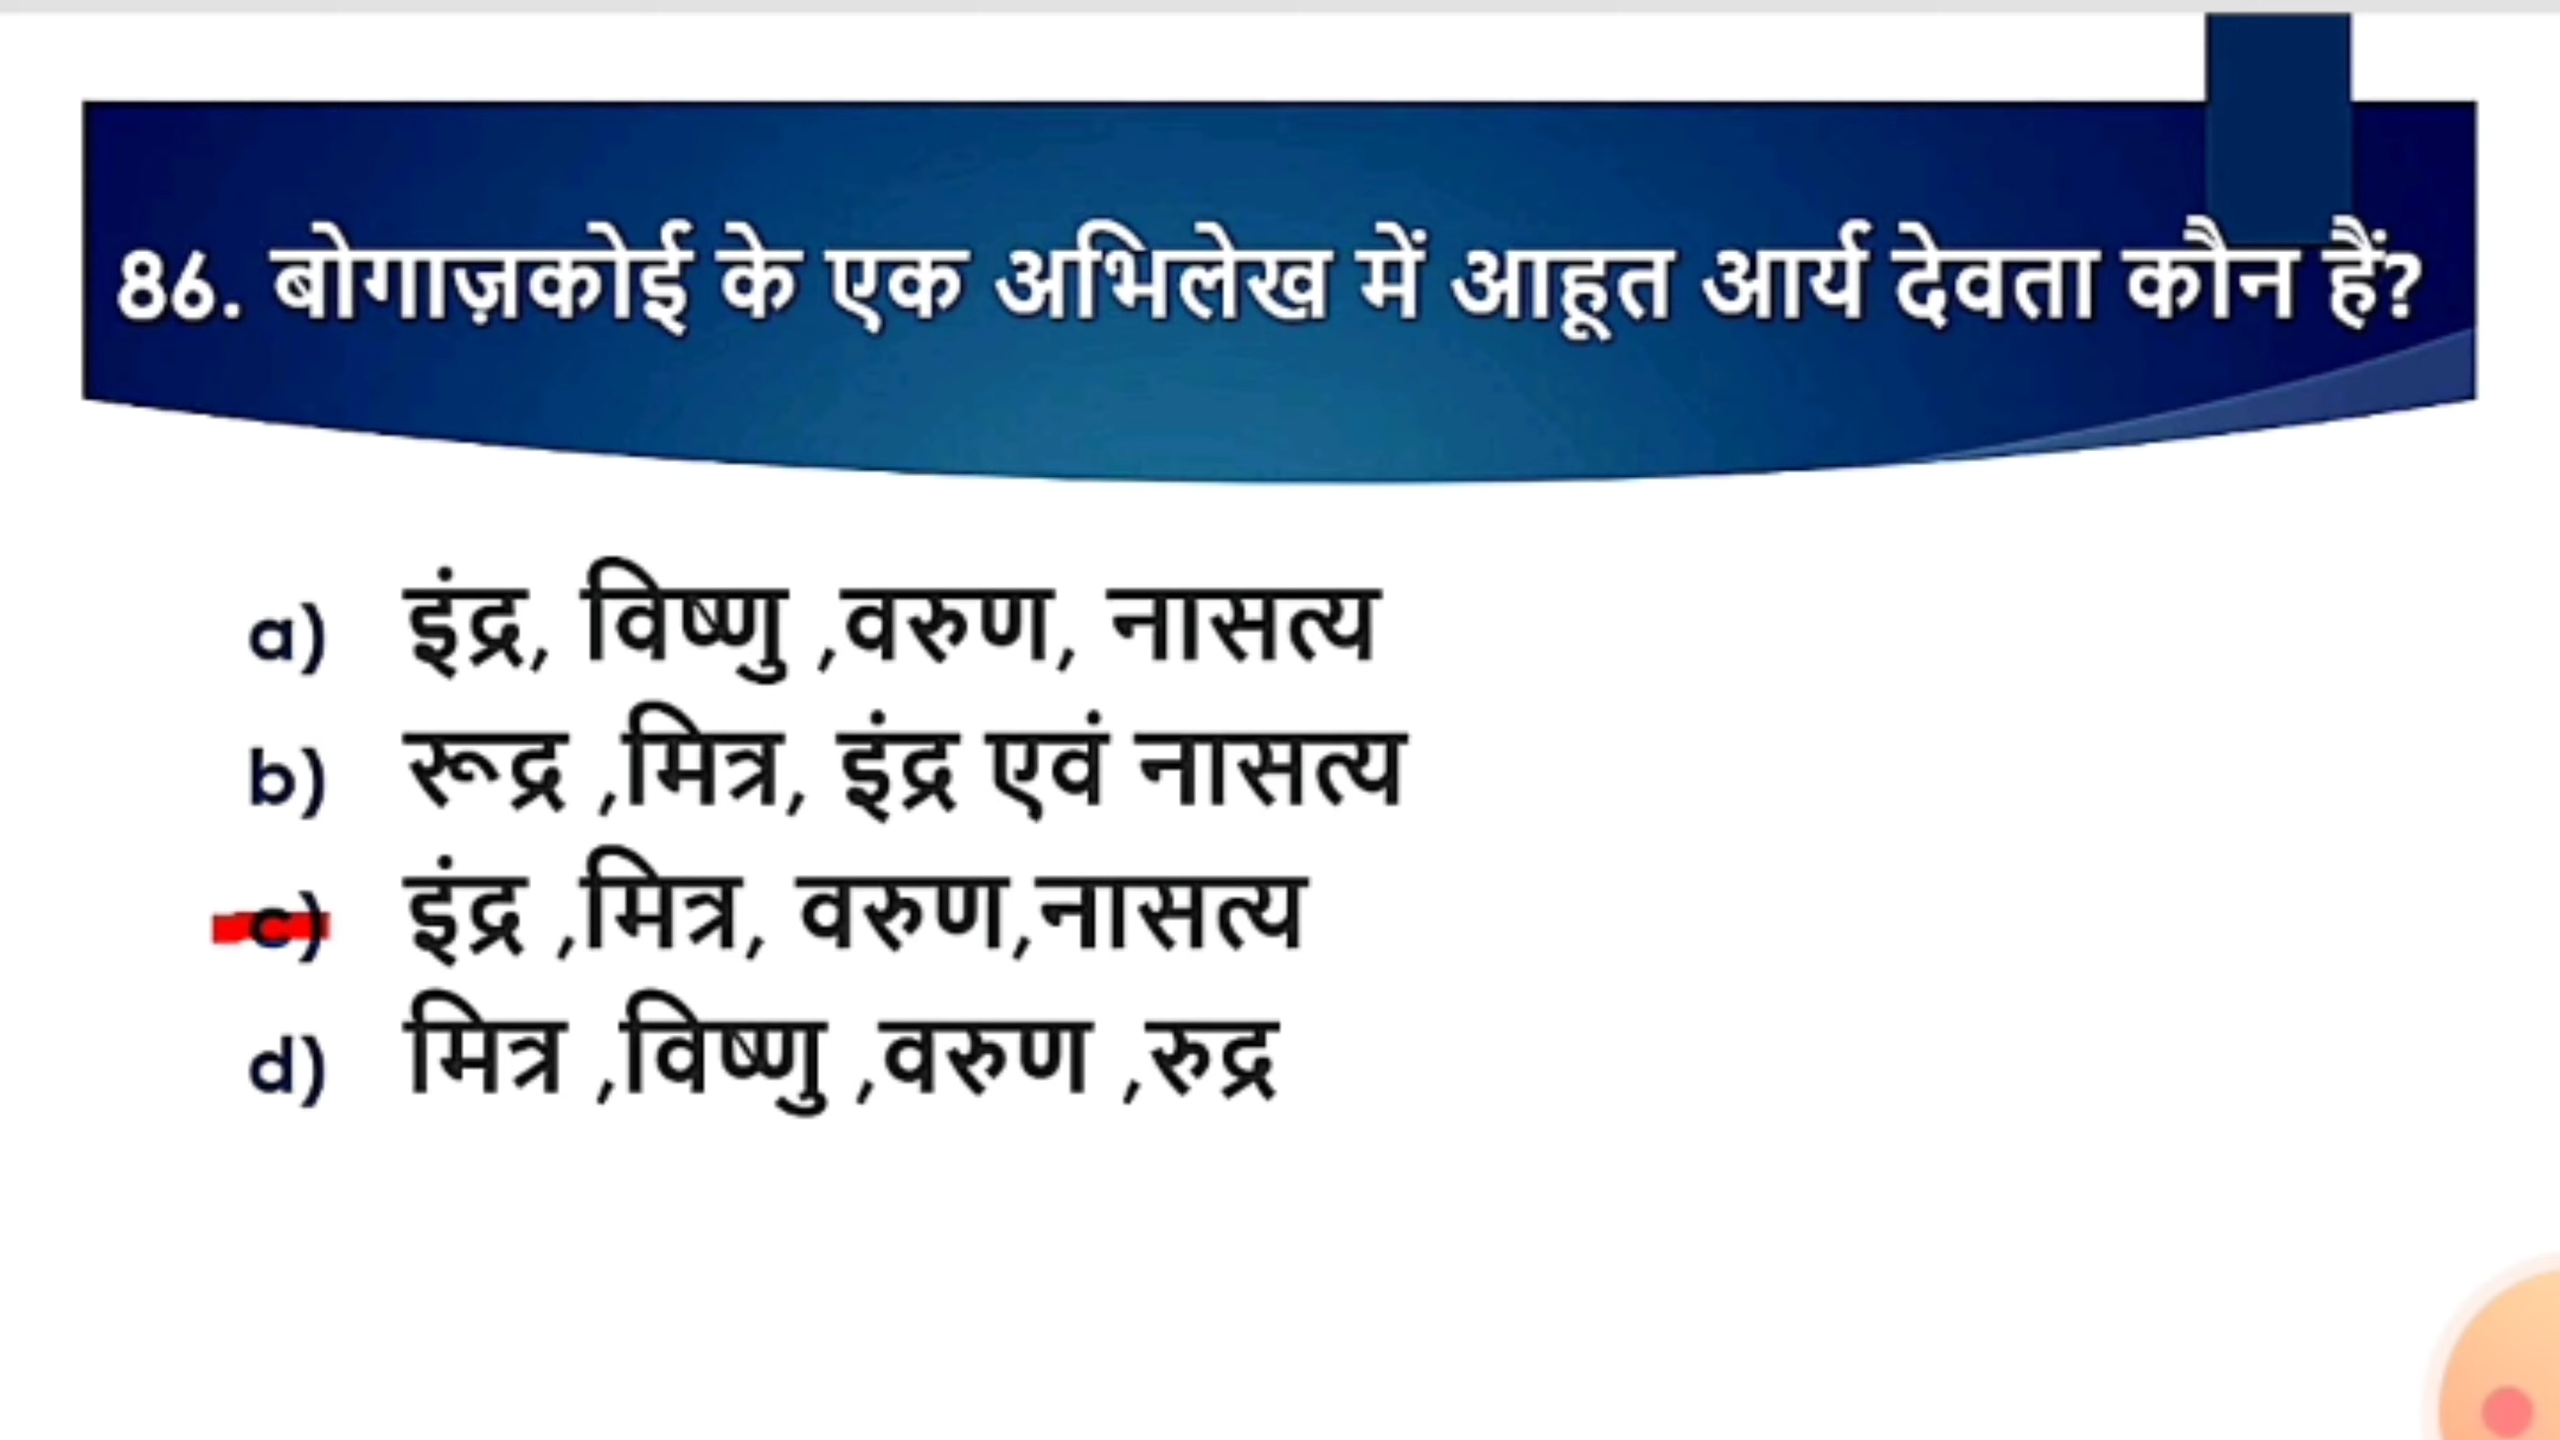 86. बोगाज़कोई के एक अभिलेख में आहूत आर्य देवता कौन हैं?
a) इंद्र, विष्णु ,वरुण, नासत्य
b) रूद्र ,मित्र, इंद्र एवं नासत्य
c) इंद्र ,मित्र, वरुण,नासत्य
d) मित्र ,विष्णु ,वरुण ,रुद्र